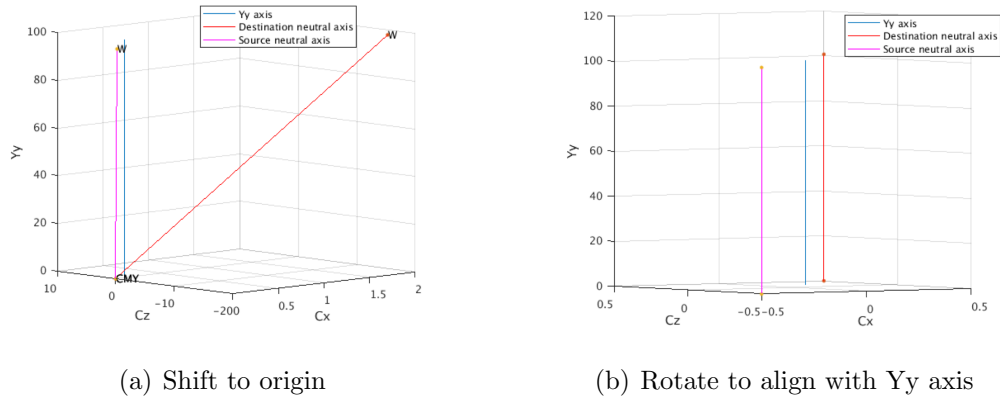 Yy axis
Destination neutral axis
Source neutral axis
W
W
CMY
100
80
60
40
20
0
Yy
10
0
-10
-200
0.5
1
1.5
2
Cz
Cx
Yy axis
Destination neutral axis
Source neutral axis
120
100
80
60
40
20
0
Yy
0.5
0
-0.5-0.5
0
0.5
Cz
Cx
(a) Shift to origin
(b) Rotate to align with Yy axis